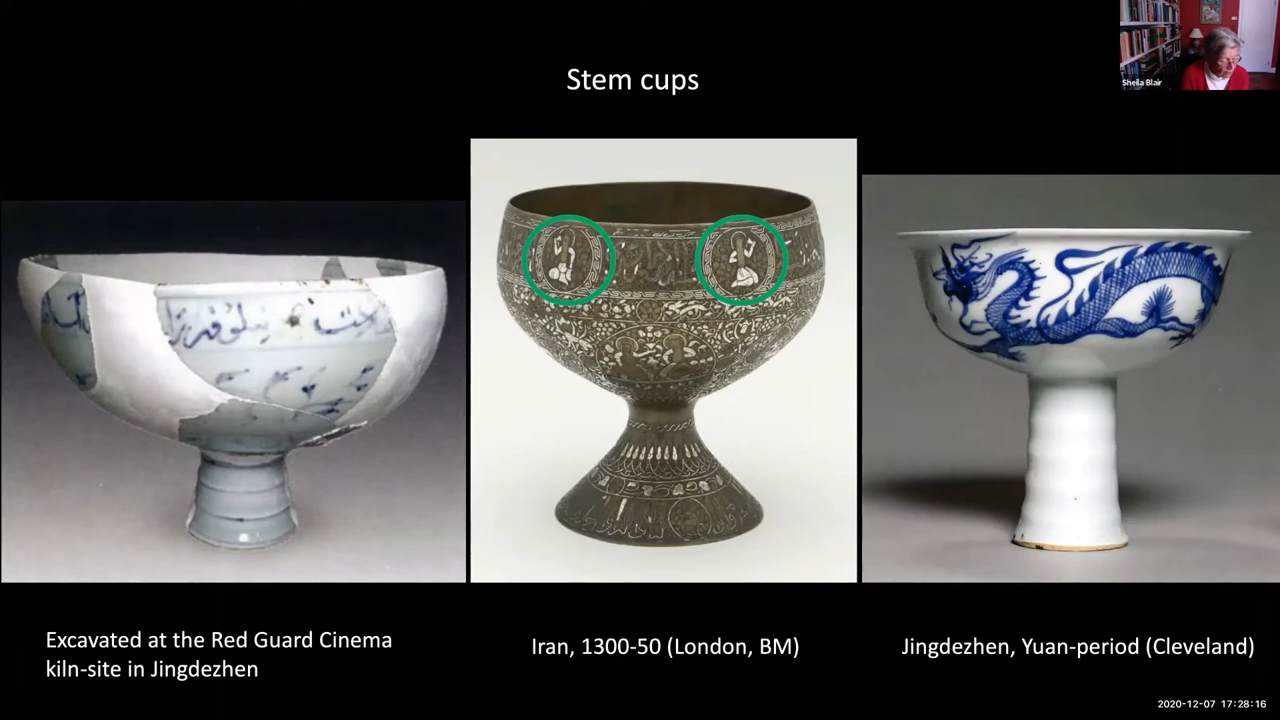 Stem cups
Sheila Blair
Excavated at the Red Guard Cinema
kiln-site in Jingdezhen
Iran, 1300-50 (London, BM)
Jingdezhen, Yuan-period (Cleveland)
2020-12-07 17:28:16